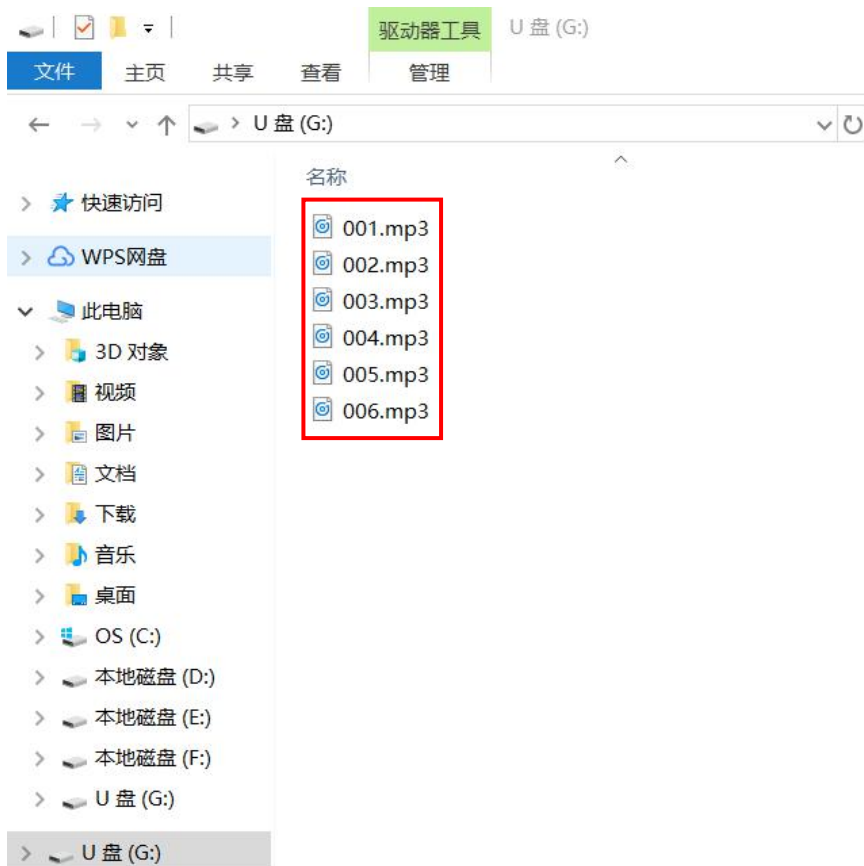 驱动器工具 U 盘 (G:)
文件 主页 共享 查看 管理
U 盘 (G:)
名称
快速访问
WPS网盘
此电脑
3D 对象
视频
图片
文档
下载
音乐
桌面
OS (C:)
本地磁盘 (D:)
本地磁盘 (E:)
本地磁盘 (F:)
U 盘 (G:)
U 盘 (G:)
001.mp3
002.mp3
003.mp3
004.mp3
005.mp3
006.mp3